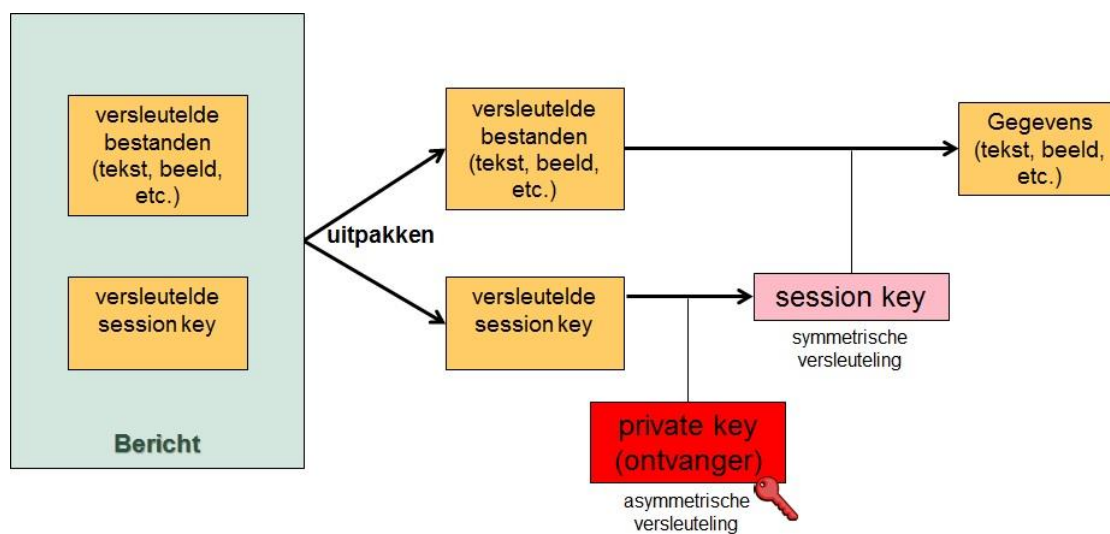 versleutelde
bestanden
(tekst, beeld,
etc.)
versleutelde
session key
Bericht
uitpakken
versleutelde
bestanden
(tekst, beeld,
etc.)
versleutelde
session key
private key
(ontvanger)
asymmetrische
versleuteling
session key
symmetrische
versleuteling
Gegevens
(tekst, beeld,
etc.)